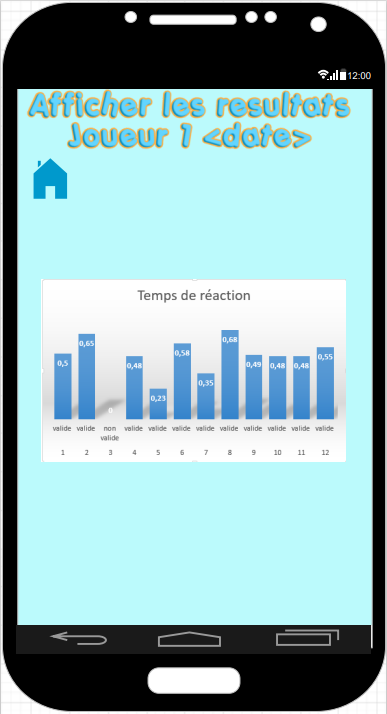 12:00
Afficher les resultats
Joueur 1 <date>
Temps de réaction
0,5 0,65 0 0,48 0,23 0,58 0,35 0,68 0,49 0,48 0,48 0,55
valide valide non valide valide valide valide valide valide valide valide valide valide
1 2 3 4 5 6 7 8 9 10 11 12